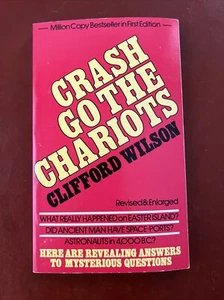 Million Copy Bestseller in First Edition
CRASH
GO THE
CHARIOTS
CLIFFORD WILSON
Revised & Enlarged
WHAT REALLY HAPPENED on EASTER ISLAND?
DID ANCIENT MAN HAVE SPACE-PORTS?
ASTRONAUTS in 4,000 B.C.?
HERE ARE REVEALING ANSWERS
TO MYSTERIOUS QUESTIONS